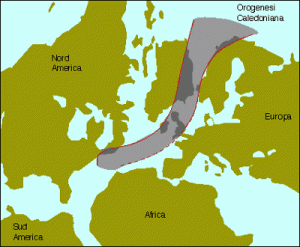 Orogenesi
Caledoniana
Nord
America
Europa
Africa
Sud
America